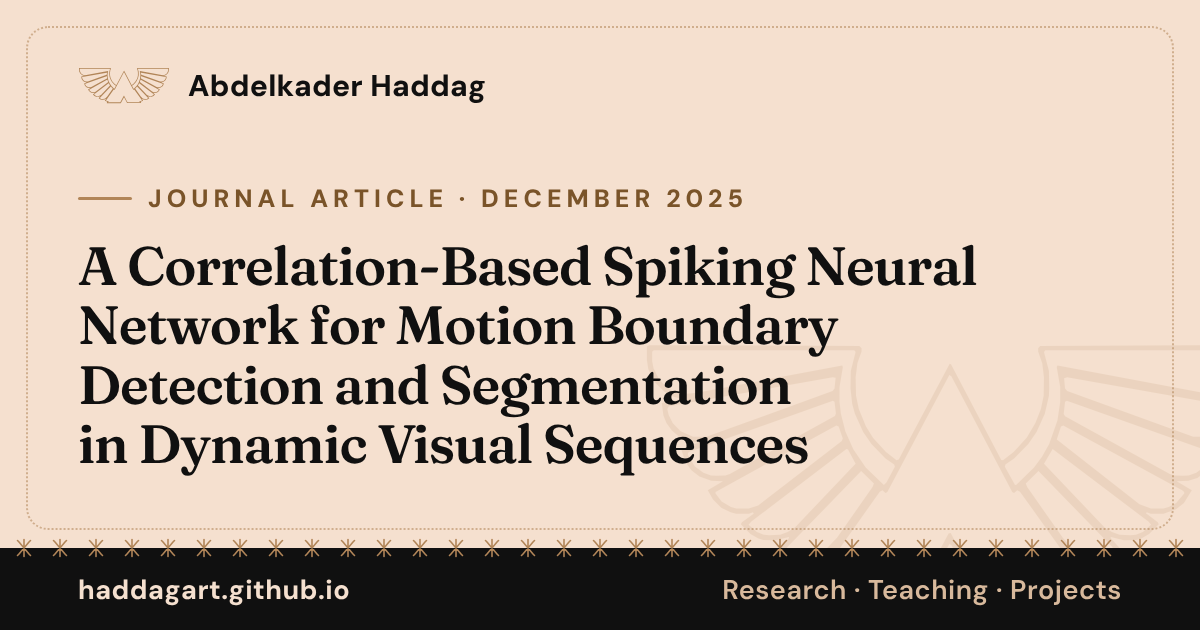 Abdelkader Haddag
JOURNAL ARTICLE · DECEMBER 2025
A Correlation-Based Spiking Neural
Network for Motion Boundary
Detection and Segmentation
in Dynamic Visual Sequences
haddagart.github.io
Research · Teaching · Projects